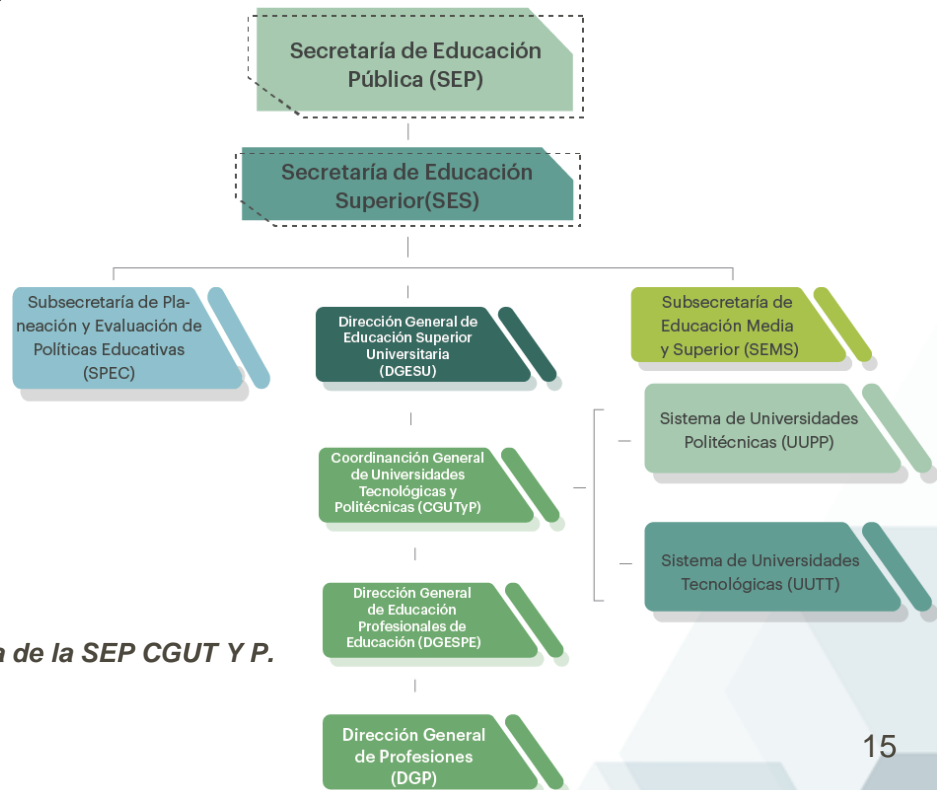 Secretaría de Educación
Pública (SEP)
Secretaría de Educación
Superior(SES)
Subsecretaría de Pla-
neación y Evaluación de
Políticas Educativas
(SPEC)
Dirección General de
Educación Superior
Universitaria
(DGESU)
Subsecretaría de
Educación Media
y Superior (SEMS)
Coordinanción General
de Universidades
Tecnológicas y
Politécnicas (CGUTyP)
Sistema de Universidades
Politécnicas (UUPP)
Sistema de Universidades
Tecnológicas (UUTT)
Dirección General
de Educación
Profesionales de
Educación (DGESPE)
a de la SEP CGUT Y P.
Dirección General
de Profesiones
(DGP)
15